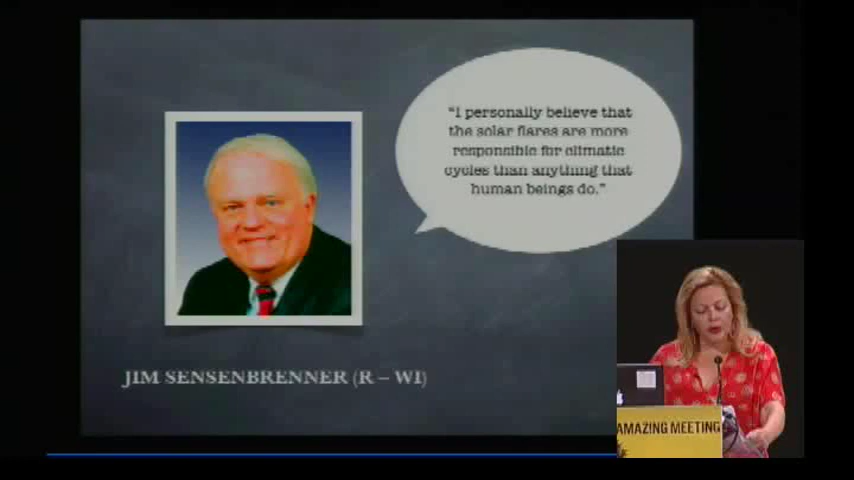 "I personally believe that
the solar flares are more
responsible for climatic
cycles than anything that
human beings do."
JIM SENSENBRENNER (R – WI)
AMAZING MEETING